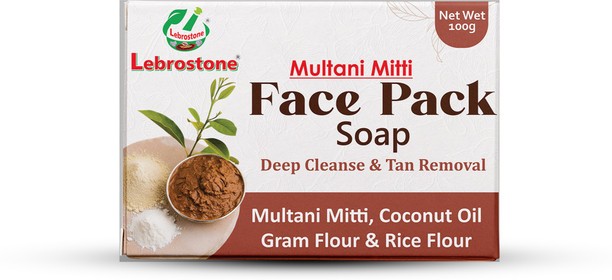 Lebrostone
Net Wet
100g
Lebrostone®
Multani Mitti
Face Pack
Soap
Deep Cleanse & Tan Removal
Multani Mitti, Coconut Oil
Gram Flour & Rice Flour